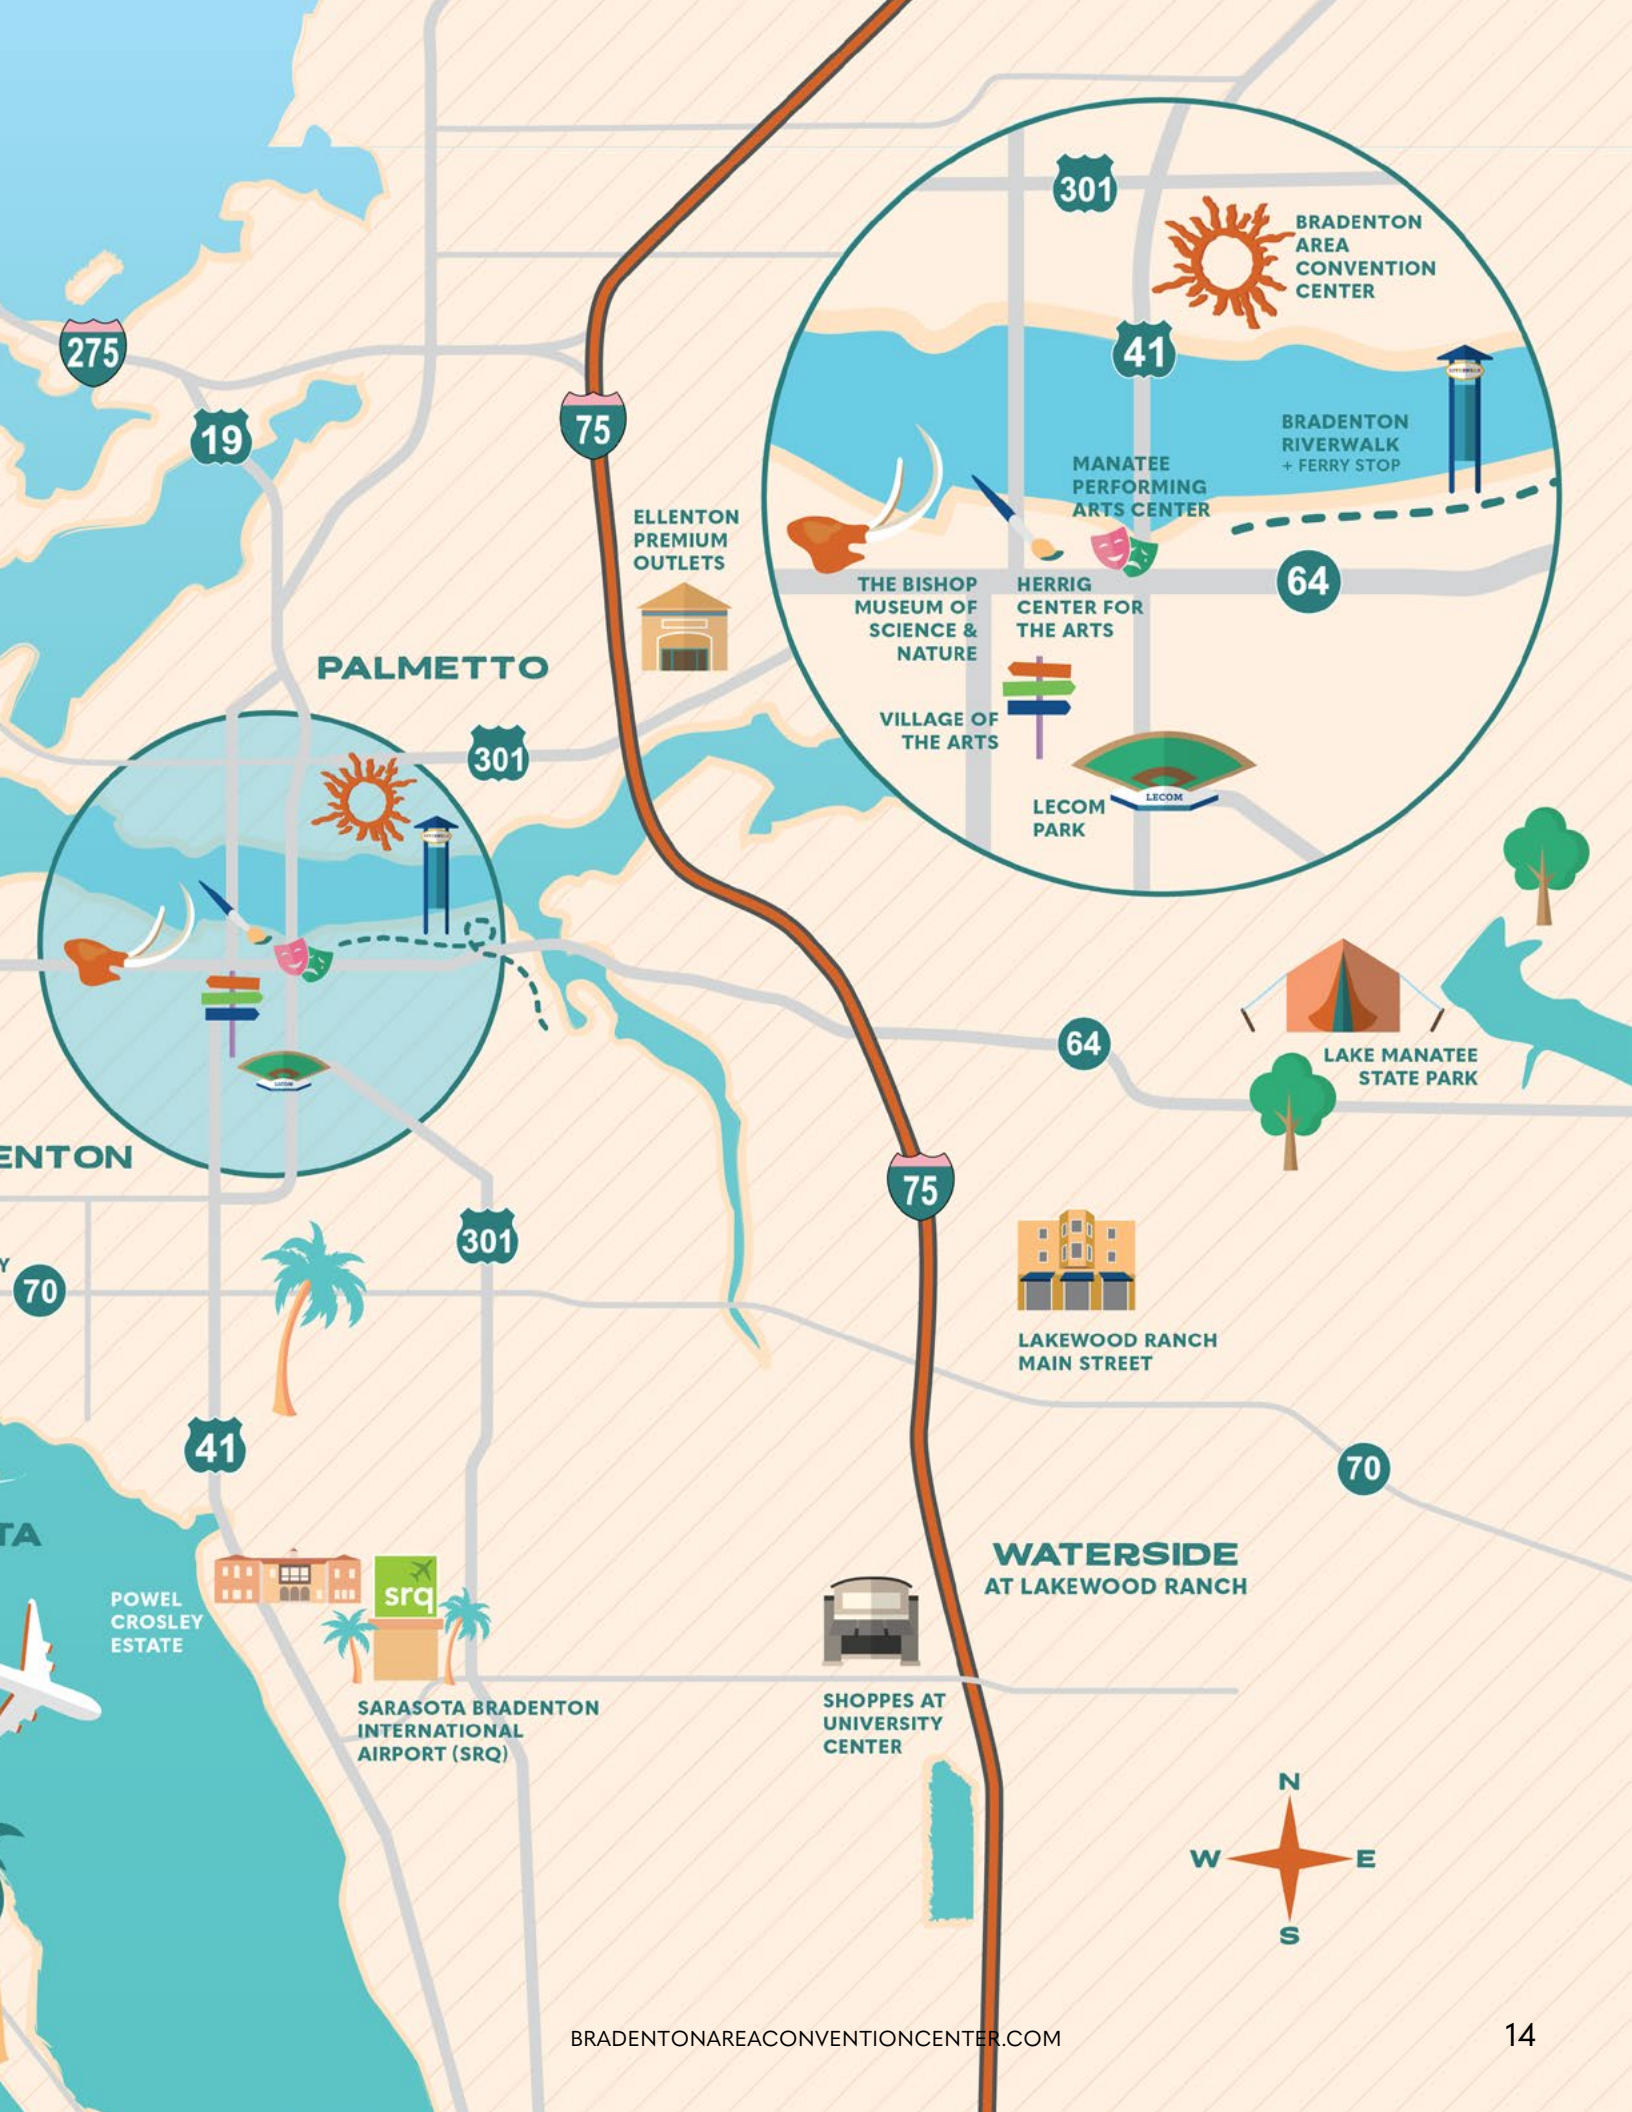 301
BRADENTON
AREA
CONVENTION
CENTER
275
41
19
75
BRADENTON
RIVERWALK
+ FERRY STOP
MANATEE
PERFORMING
ARTS CENTER
ELLENTON
PREMIUM
OUTLETS
64
THE BISHOP
MUSEUM OF
SCIENCE &
NATURE
HERRIG
CENTER FOR
THE ARTS
PALMETTO
VILLAGE OF
THE ARTS
301
LECOM
LECOM
PARK
64
LAKE MANATEE
STATE PARK
LECOM
ENTON
75
301
Y
70
LAKEWOOD RANCH
MAIN STREET
41
70
TA
WATERSIDE
AT LAKEWOOD RANCH
POWEL
CROSLEY
ESTATE
srq
SARASOTA BRADENTON
INTERNATIONAL
AIRPORT (SRQ)
SHOPPES AT
UNIVERSITY
CENTER
N
W
E
S
BRADENTONAREACONVENTIONCENTER.COM
14